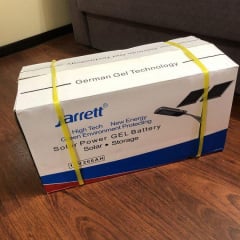 German Gel Technology
Jarrett
High Tech New Energy
Green Environment Protecting
Solar Power GEL Battery
Solar • Storage